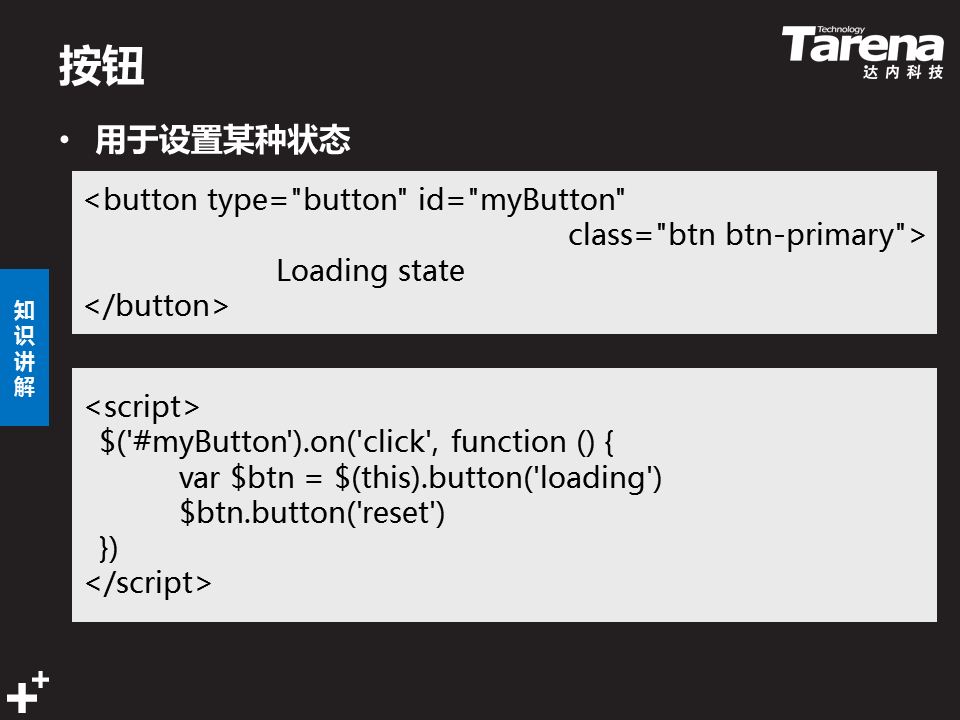 按钮
Technology
Tarena
达内科技
• 用于设置某种状态
<button type="button" id="myButton"
class="btn btn-primary">
Loading state
</button>
知识讲解
<script>
$('#myButton').on('click', function () {
var $btn = $(this).button('loading')
$btn.button('reset')
})
</script>